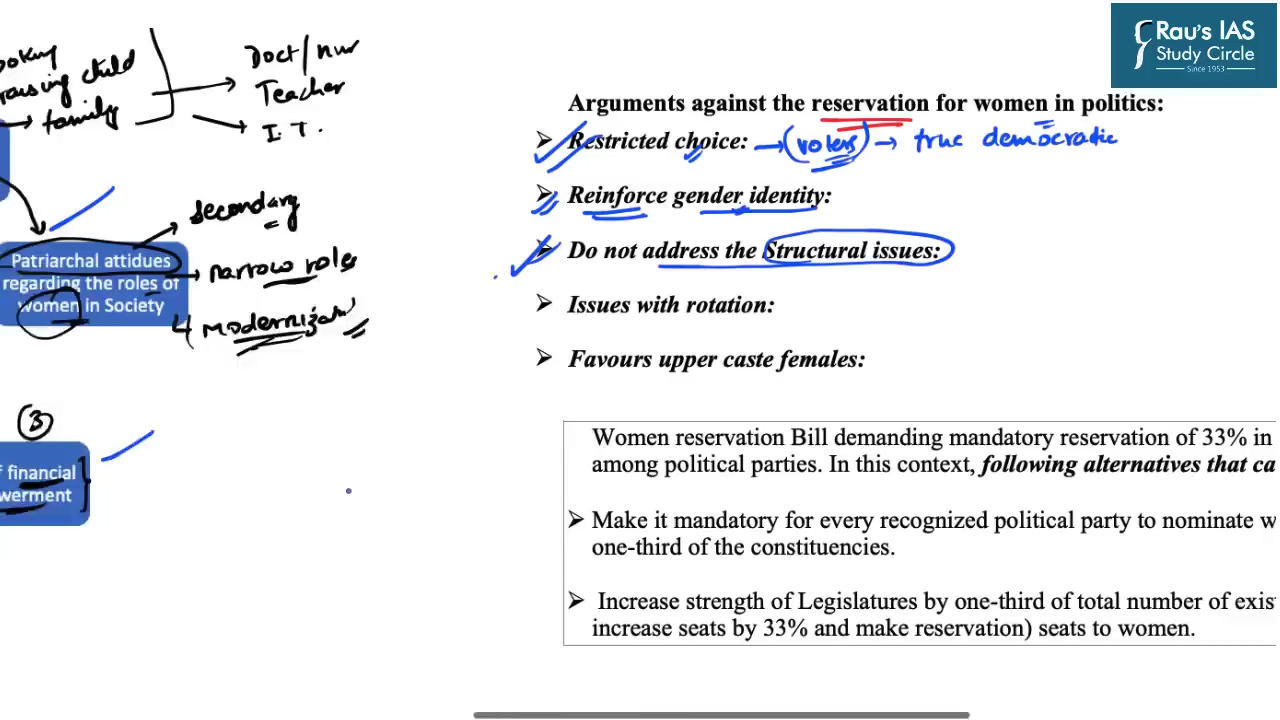 Rau's IAS
Study Circle
Since 1953
ooking
raising child
family
Doct/nur
Teacher
I.T.
secondary
narrow roles
Patriarchal attidues
regarding the roles of
women in Society
3
f financial
werment
Arguments against the reservation for women in politics:
➢ Restricted choice: → (voters) → true democratic
➢ Reinforce gender identity:
➢ Do not address the Structural issues:
➢ Issues with rotation:
➢ Favours upper caste females:
Women reservation Bill demanding mandatory reservation of 33% in
among political parties. In this context, following alternatives that ca
➢ Make it mandatory for every recognized political party to nominate w
one-third of the constituencies.
➢ Increase strength of Legislatures by one-third of total number of exist
increase seats by 33% and make reservation) seats to women.